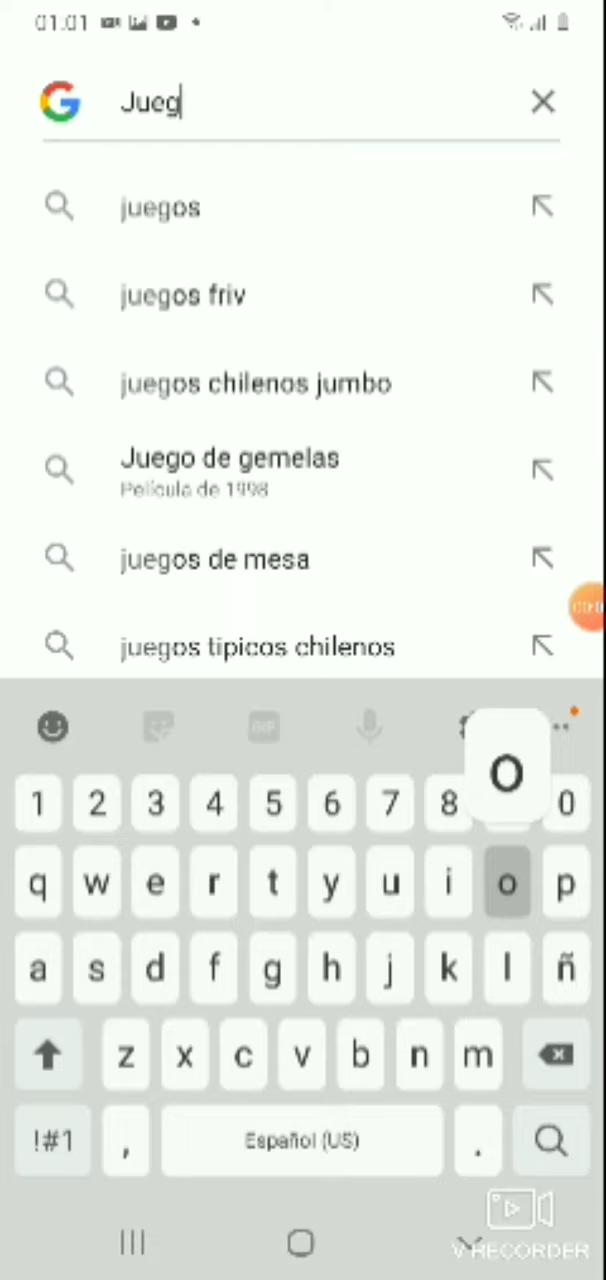 01:01
Jueg
juegos
juegos friv
juegos chilenos jumbo
Juego de gemelas
Película de 1998
juegos de mesa
juegos tipicos chilenos
GIF
O
1 2 3 4 5 6 7 8 0
q w e r t y u i o p
a s d f g h j k l ñ
z x c v b n m
!#1 , Español (US) .
V RECORDER